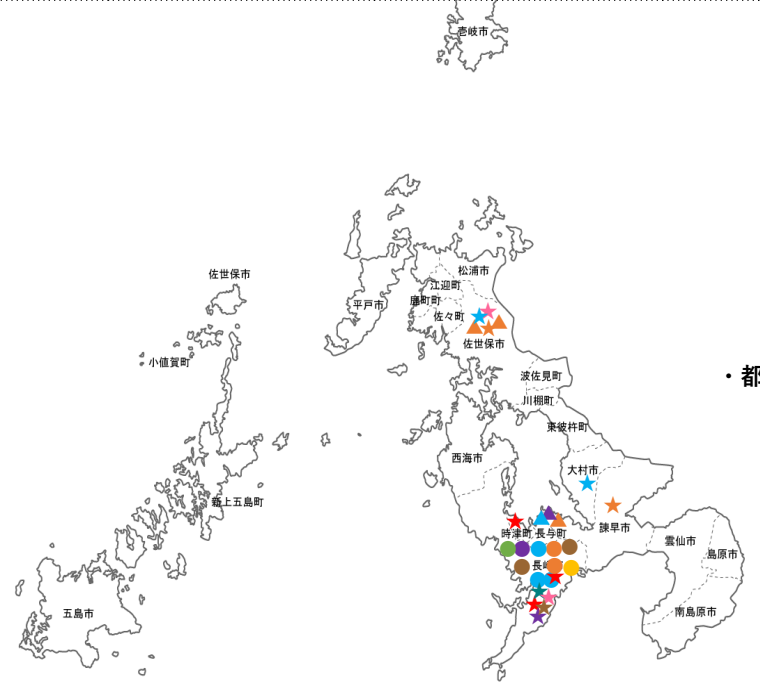 壱岐市
佐世保市
松浦市
江迎町
鹿町町
平戸市
佐々町
佐世保市
小値賀町
波佐見町
・都
川棚町
東彼杵町
西海市
大村市
新上五島町
時津町 長与町
諫早市
雲仙市
島原市
長
五島市
南島原市